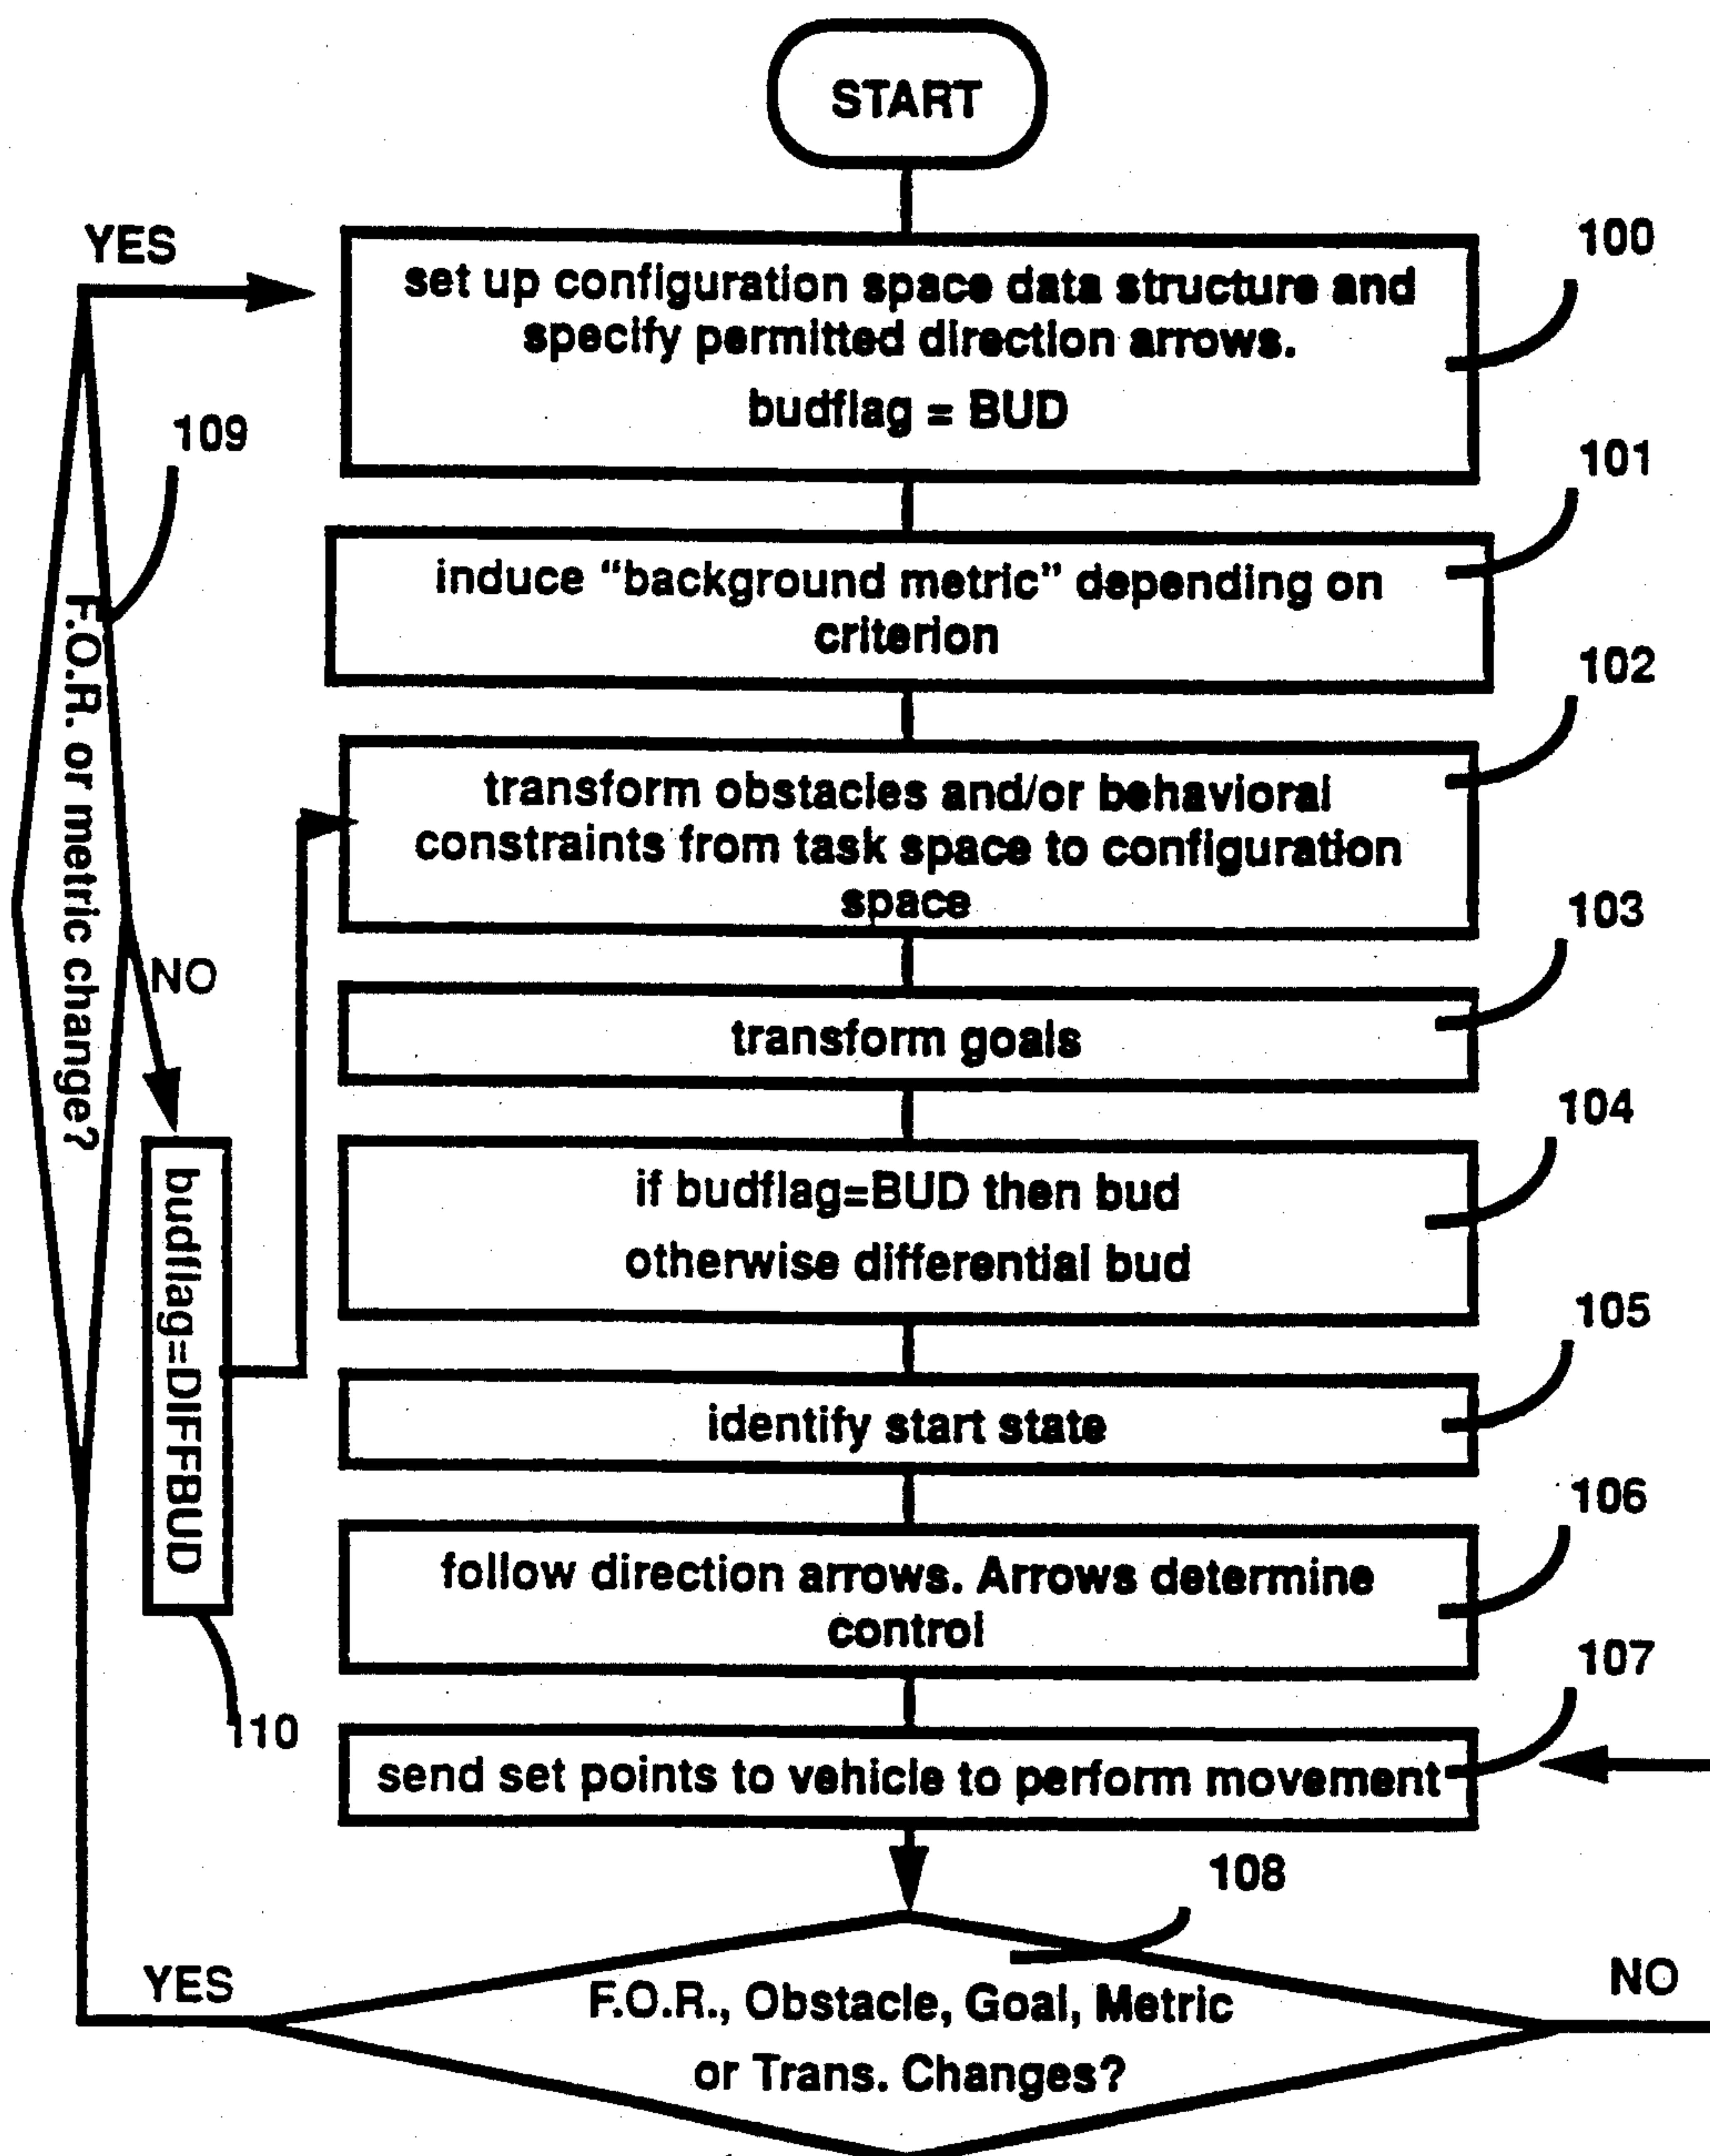 START
YES
100
set up configuration space data structure and
specify permitted direction arrows.
budflag = BUD
109
101
induce “background metric” depending on
criterion
102
F.O.R. or metric change?
transform obstacles and/or behavioral
constraints from task space to configuration
space
103
NO
transform goals
104
if budflag=BUD then bud
otherwise differential bud
budflag=DIFFBUD
105
identify start state
106
follow direction arrows. Arrows determine
control
107
110
send set points to vehicle to perform movement
108
YES
NO
F.O.R., Obstacle, Goal, Metric
or Trans. Changes?